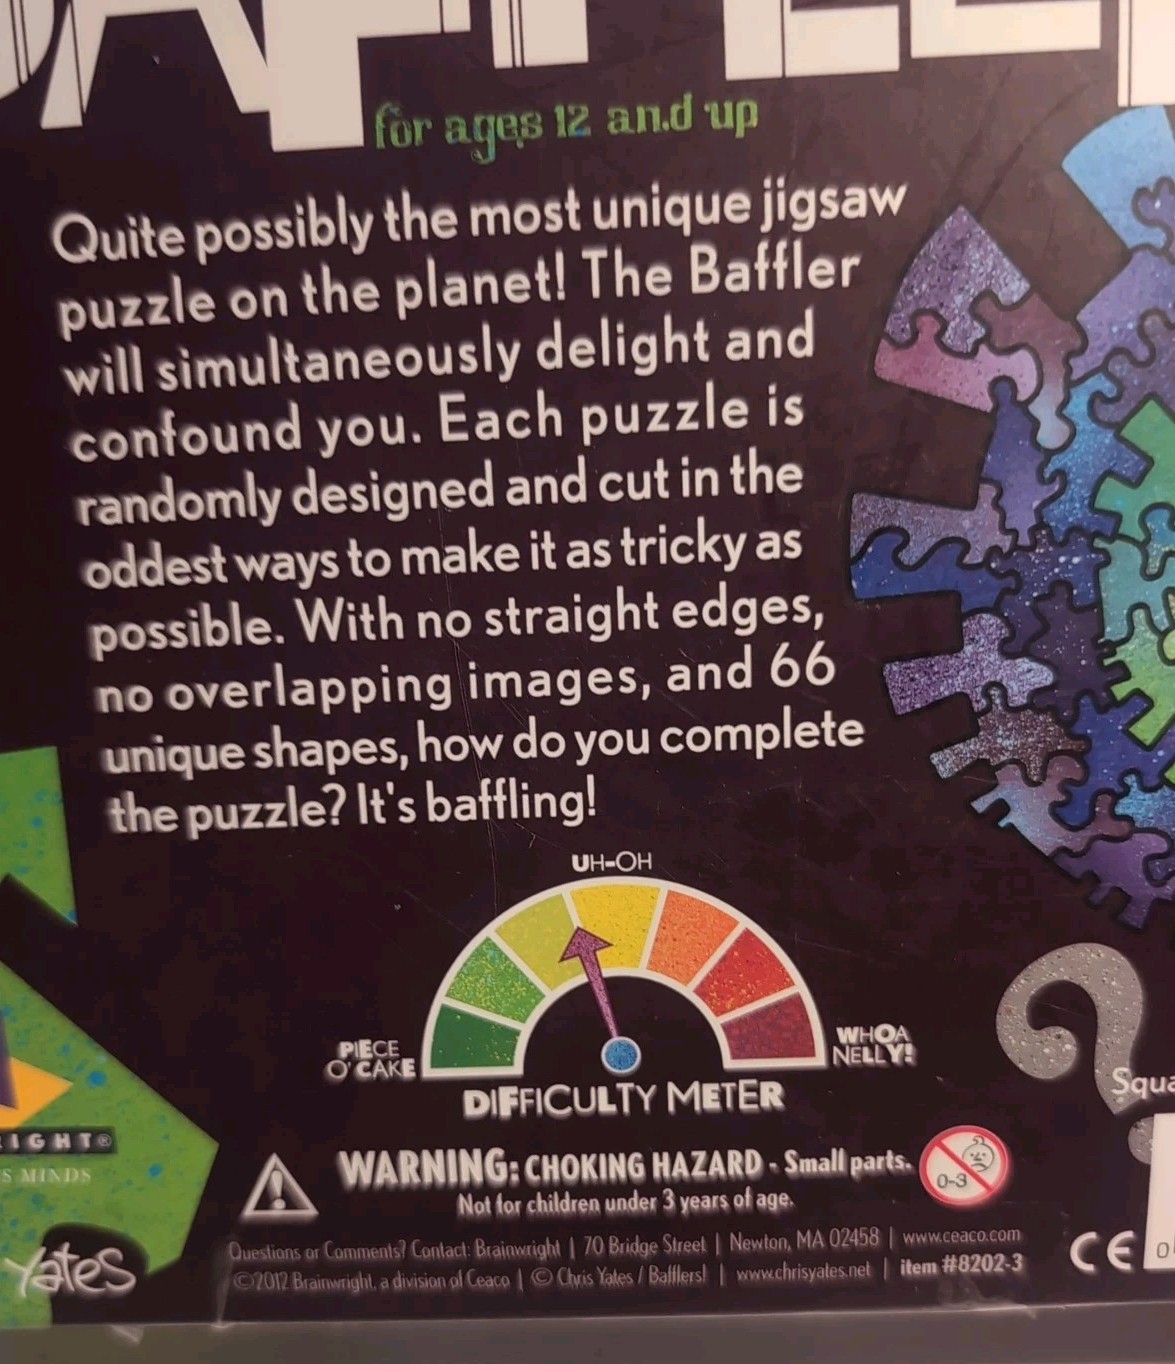 for ages 12 and up
Quite possibly the most unique jigsaw
puzzle on the planet! The Baffler
will simultaneously delight and
confound you. Each puzzle is
randomly designed and cut in the
oddest ways to make it as tricky as
possible. With no straight edges,
no overlapping images, and 66
unique shapes, how do you complete
the puzzle? It's baffling!
UH-OH
PIECE
O' CAKE
WHOA
NELLY!
DIFFICULTY METER
WARNING: CHOKING HAZARD - Small parts.
Not for children under 3 years of age.
0-3
MINDS
Yates
Questions or Comments? Contact: Brainwright | 70 Bridge Street | Newton, MA 02458 | www.ceaco.com
©2012 Brainwright, a division of Ceaco | © Chris Yates / Bafflers! | www.chrisyates.net | item #8202-3
CE